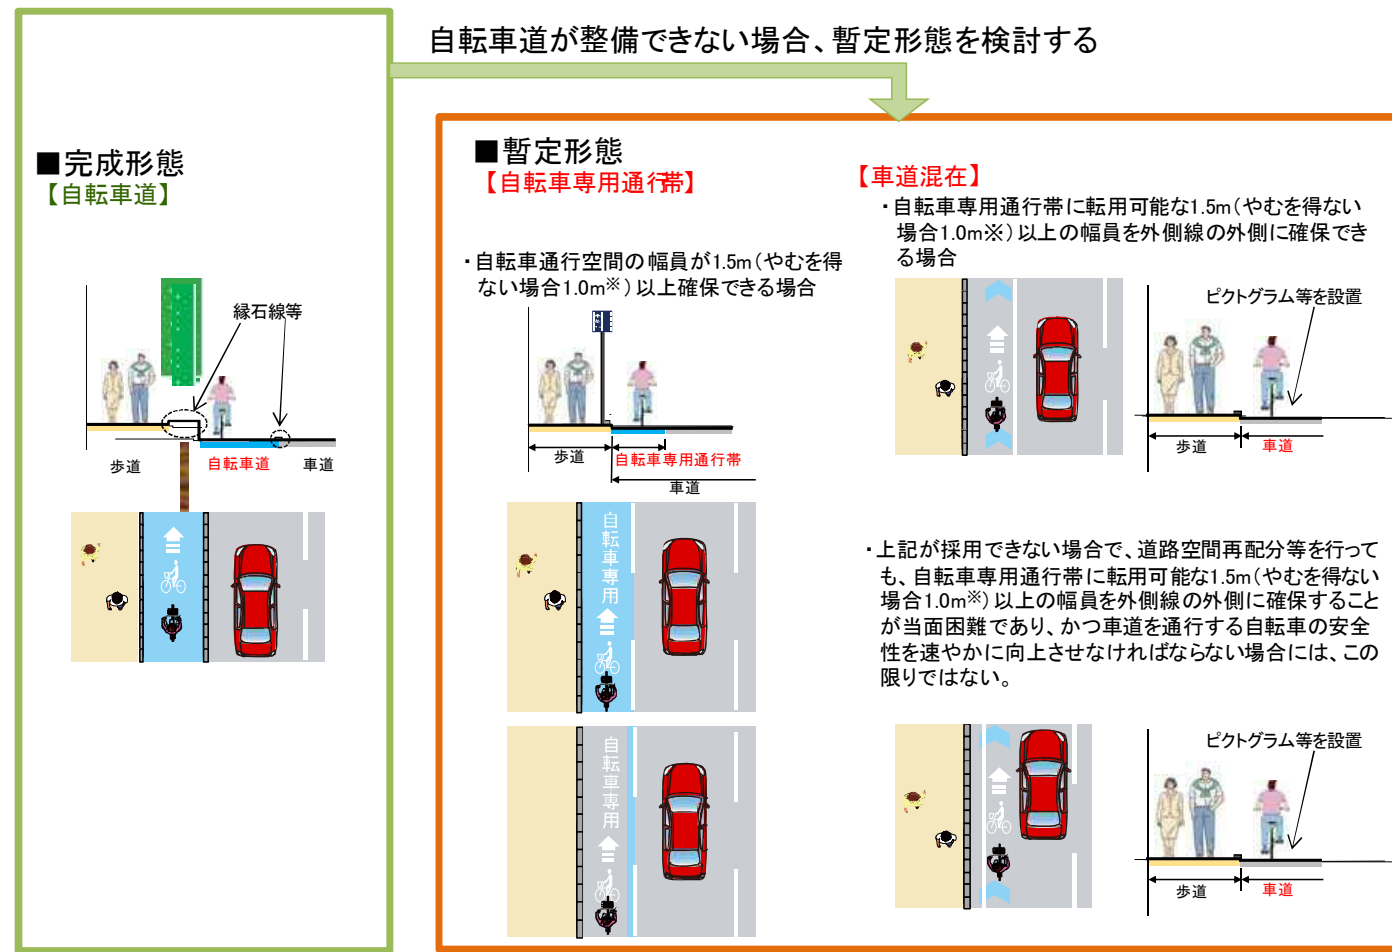 自転車道が整備できない場合、暫定形態を検討する
■完成形態
【自転車道】
縁石線等
歩道
自転車道
車道
■暫定形態
【自転車専用通行帯】
・自転車通行空間の幅員が1.5m(やむを得
ない場合1.0m※)以上確保できる場合
歩道
自転車専用通行帯
車道
自転車専用
自転車専用
【車道混在】
・自転車専用通行帯に転用可能な1.5m(やむを得ない
場合1.0m※)以上の幅員を外側線の外側に確保でき
る場合
ピクトグラム等を設置
歩道
車道
・上記が採用できない場合で、道路空間再配分等を行って
も、自転車専用通行帯に転用可能な1.5m(やむを得ない
場合1.0m※)以上の幅員を外側線の外側に確保すること
が当面困難であり、かつ車道を通行する自転車の安全
性を速やかに向上させなければならない場合には、この
限りではない。
ピクトグラム等を設置
歩道
車道